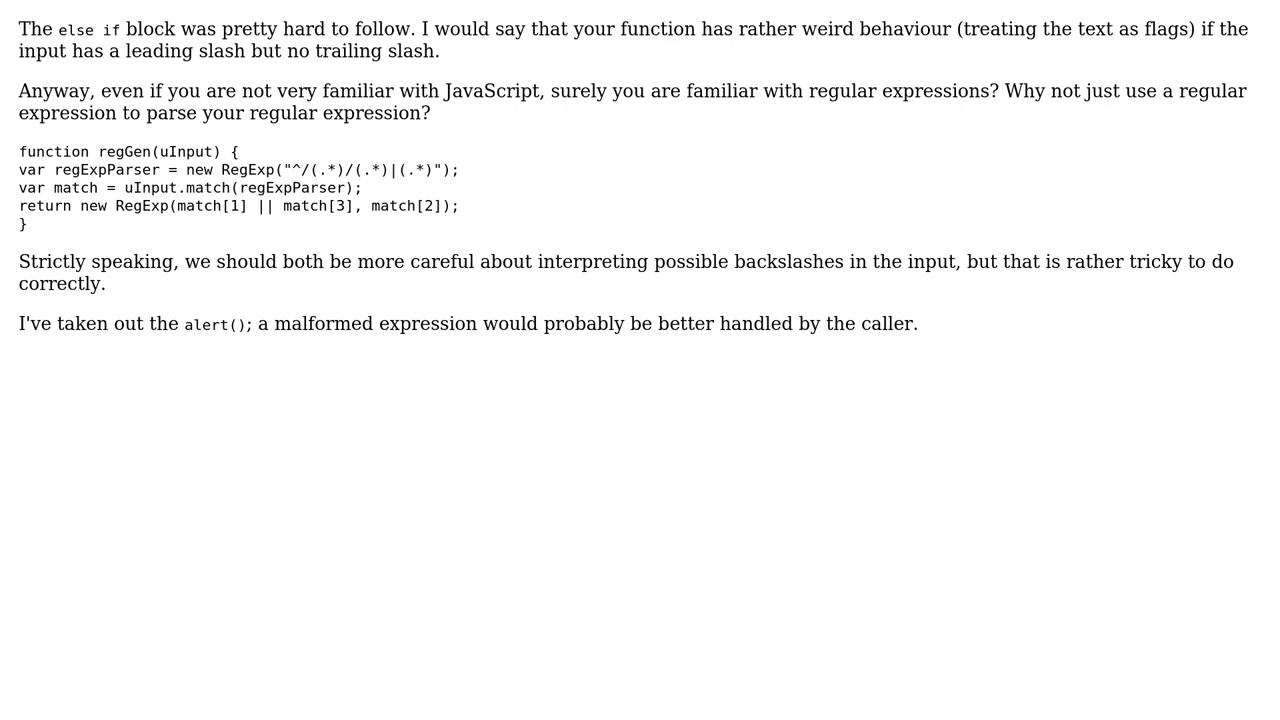 The else if block was pretty hard to follow. I would say that your function has rather weird behaviour (treating the text as flags) if the
input has a leading slash but no trailing slash.
Anyway, even if you are not very familiar with JavaScript, surely you are familiar with regular expressions? Why not just use a regular
expression to parse your regular expression?
function regGen(uInput) {
var regExpParser = new RegExp("^/(.*)/(.*)|(.*)");
var match = uInput.match(regExpParser);
return new RegExp(match[1] || match[3], match[2]);
}
Strictly speaking, we should both be more careful about interpreting possible backslashes in the input, but that is rather tricky to do
correctly.
I've taken out the alert(); a malformed expression would probably be better handled by the caller.